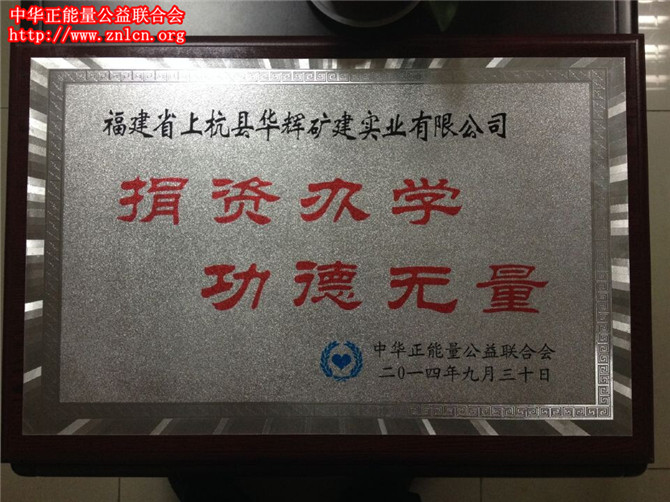 中华正能量公益联合会
http://www.znlcn.org
福建省上杭县华辉矿建实业有限公司
捐资办学
功德无量
中华正能量公益联合会
二0一四年九月三十日